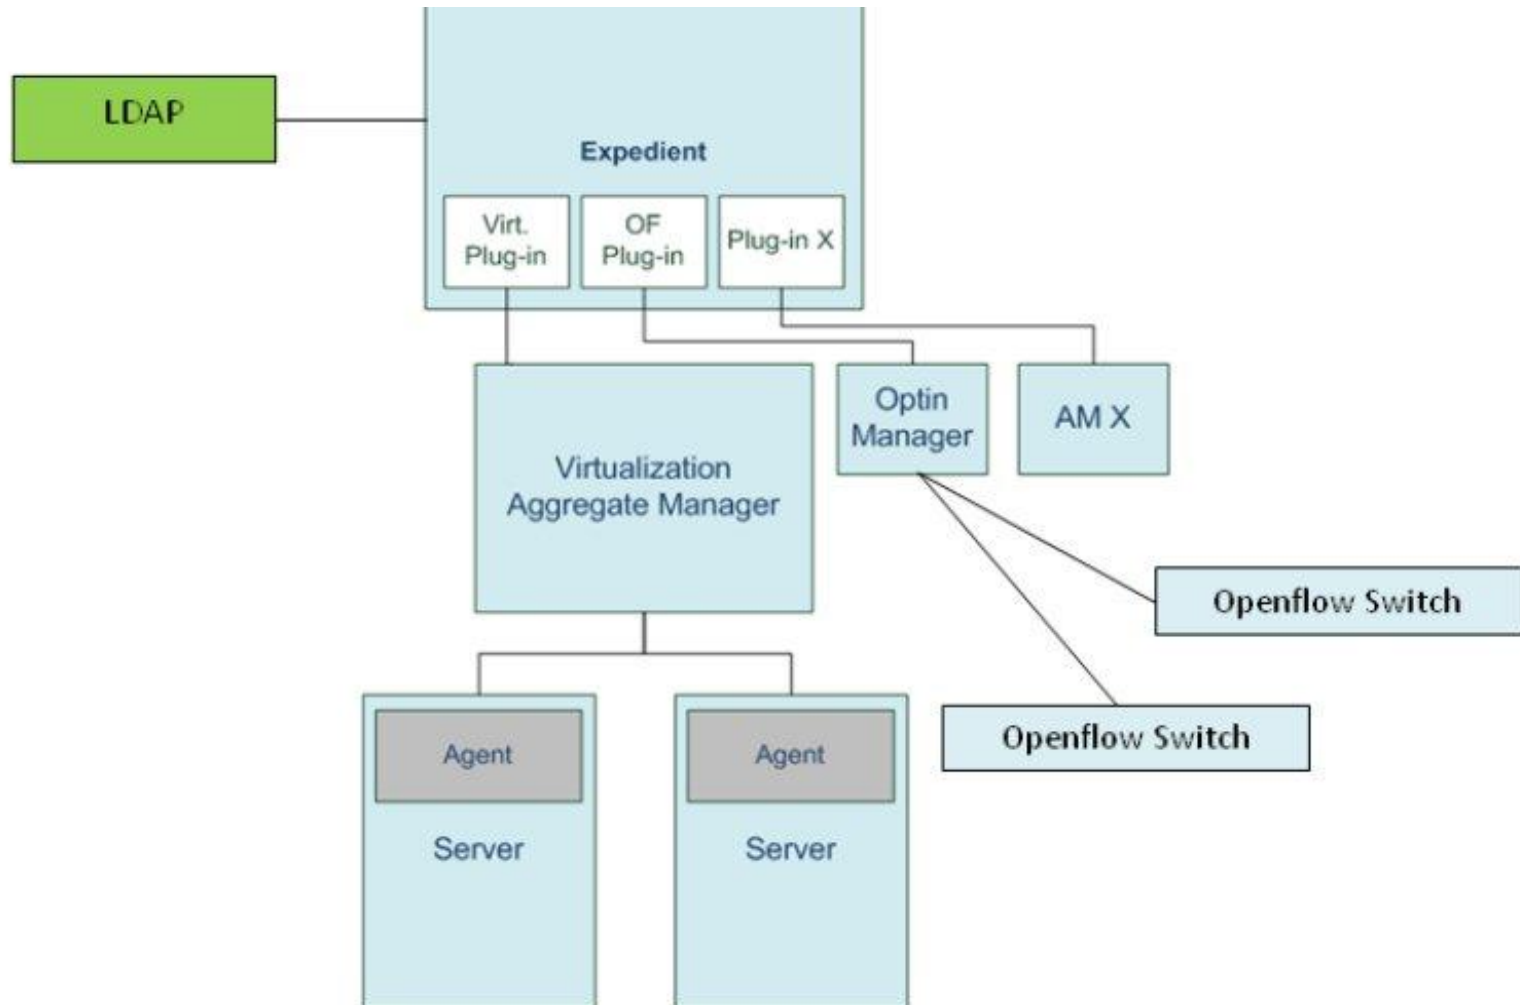 LDAP
Expedient
Virt.
Plug-in
OF
Plug-in
Plug-in X
Virtualization
Aggregate Manager
Optin
Manager
AM X
Openflow Switch
Openflow Switch
Agent
Server
Agent
Server